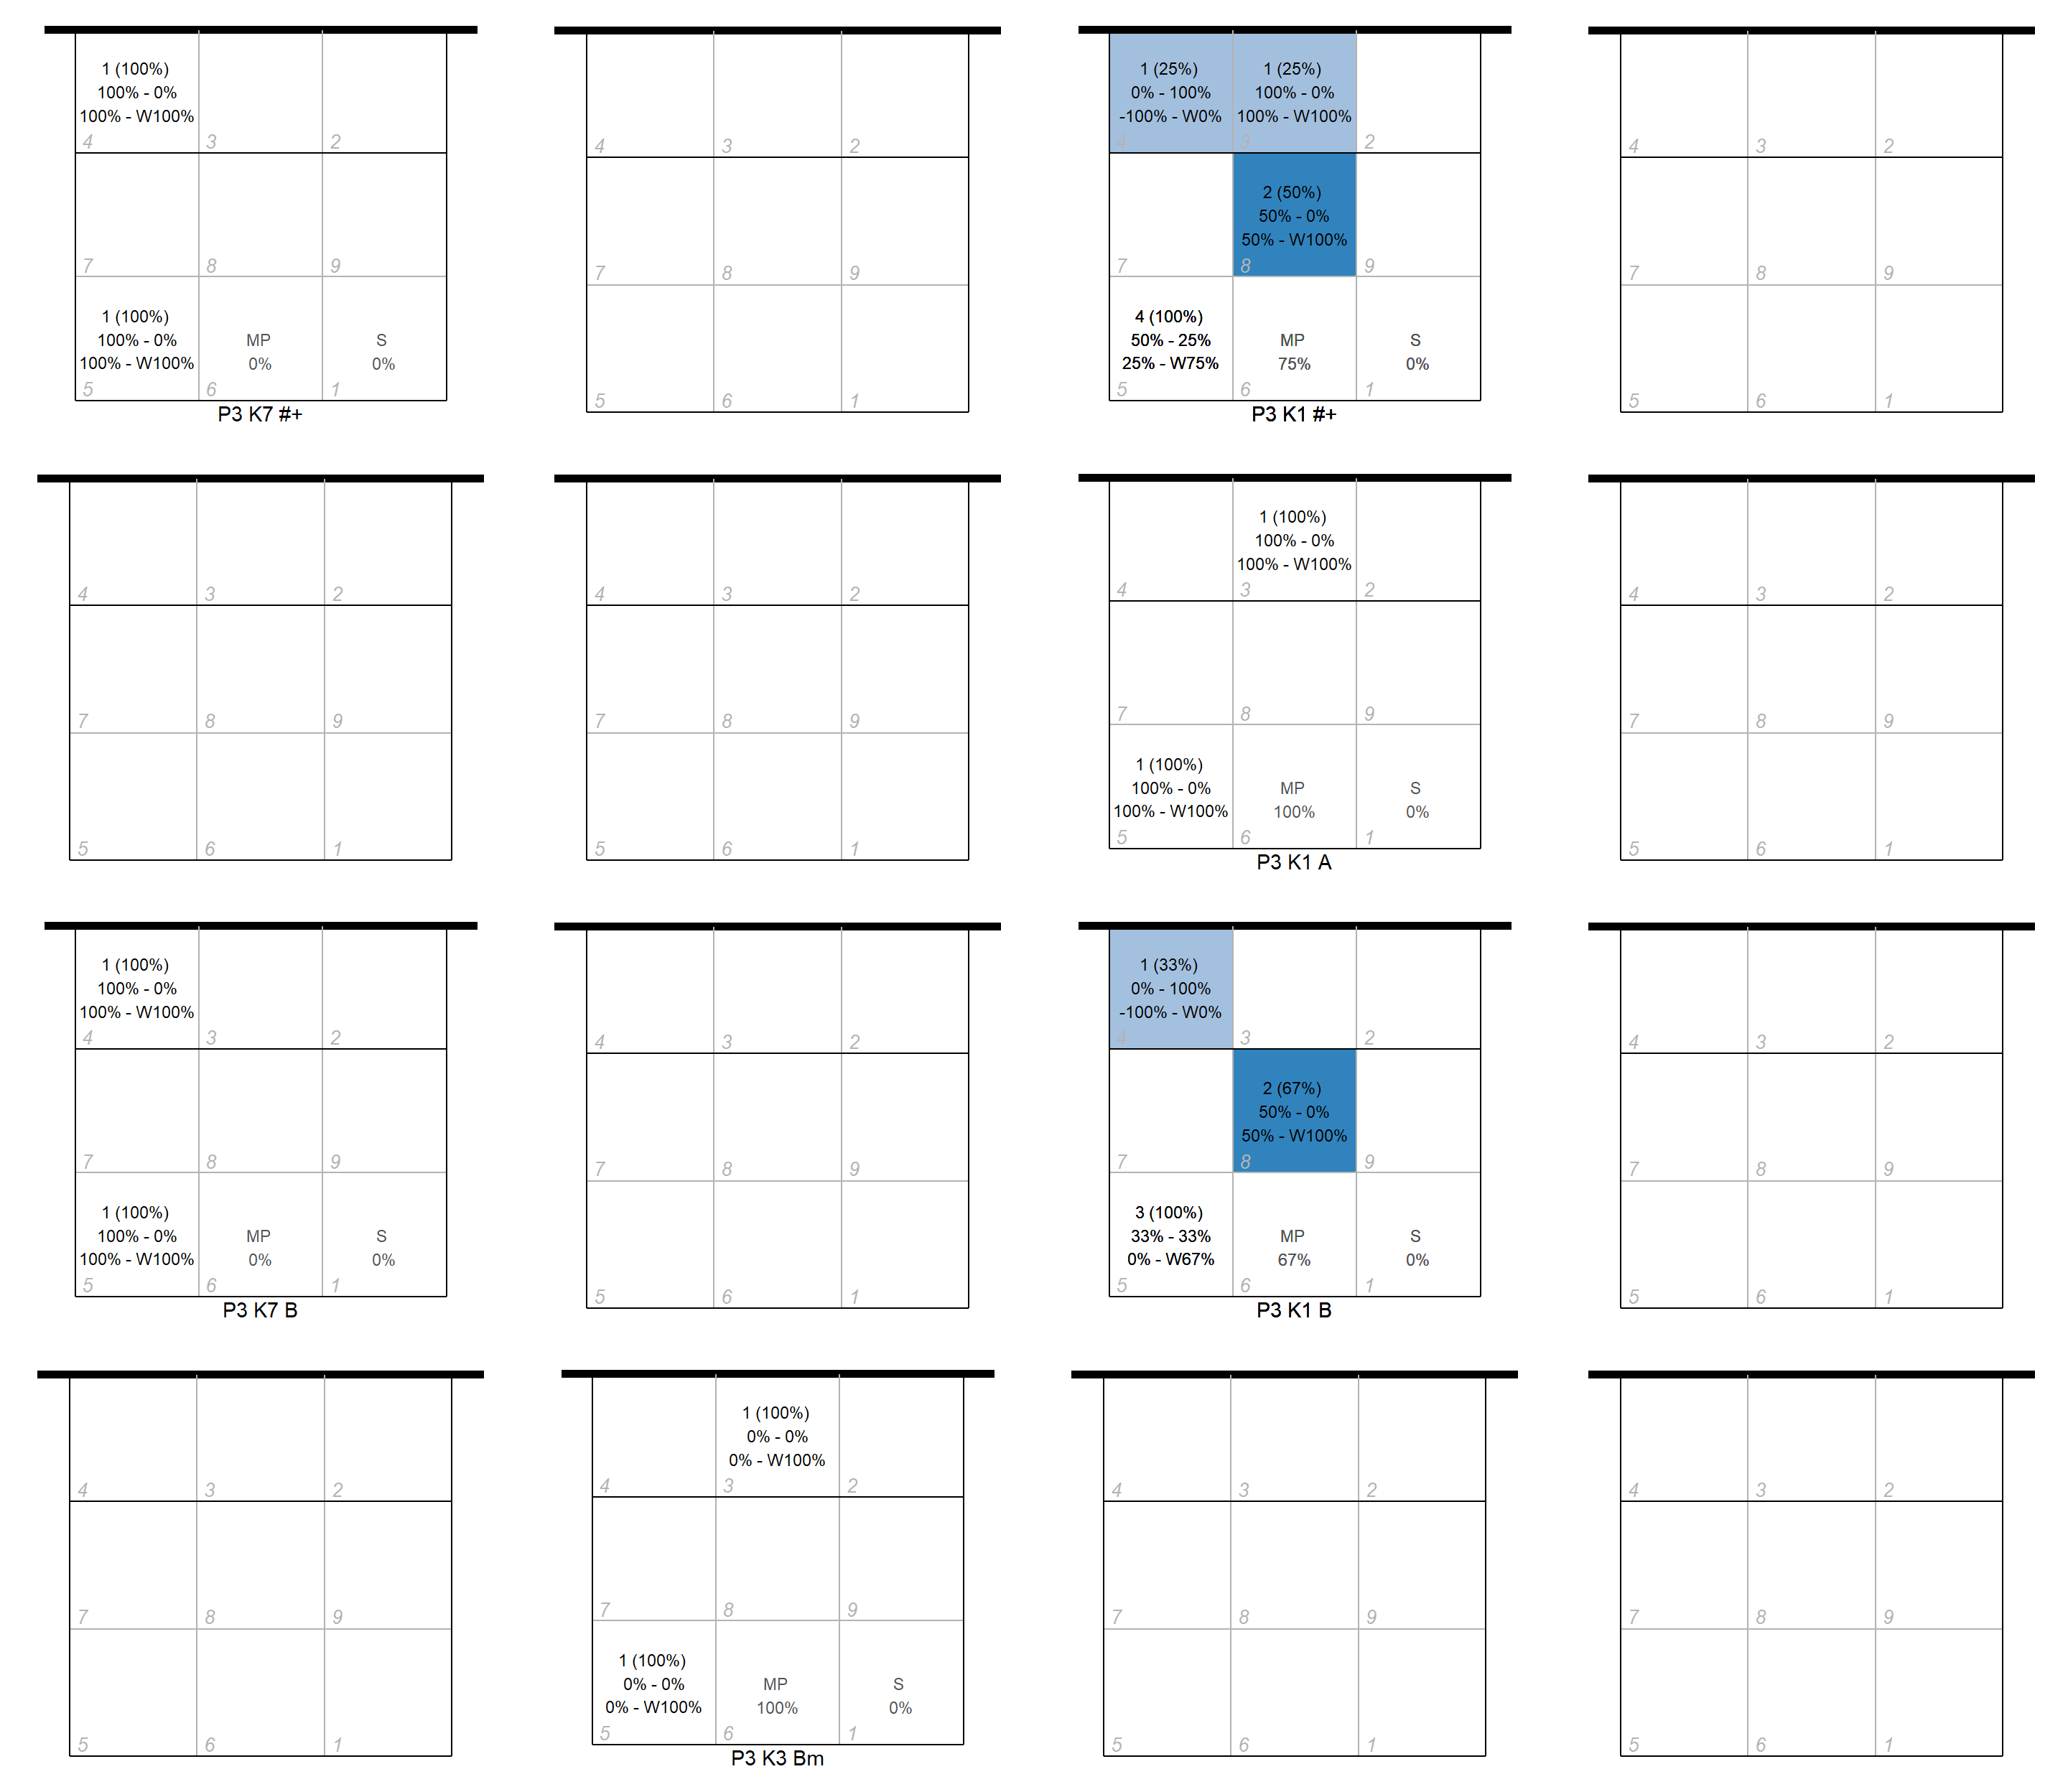 1 (100%)
100% - 0%
100% - W100%
4 3 2
7 8 9
1 (100%)
100% - 0%
100% - W100%
MP
0%
S
0%
5 6 1
P3 K7 #+
4 3 2
7 8 9
5 6 1
1 (25%)
0% - 100%
-100% - W0%
1 (25%)
100% - 0%
100% - W100%
4 3 2
2 (50%)
50% - 0%
50% - W100%
7 8 9
4 (100%)
50% - 25%
25% - W75%
MP
75%
S
0%
5 6 1
P3 K1 #+
4 3 2
7 8 9
5 6 1
4 3 2
7 8 9
5 6 1
4 3 2
7 8 9
5 6 1
1 (100%)
100% - 0%
100% - W100%
4 3 2
7 8 9
1 (100%)
100% - 0%
100% - W100%
MP
100%
S
0%
5 6 1
P3 K1 A
4 3 2
7 8 9
5 6 1
1 (100%)
100% - 0%
100% - W100%
4 3 2
7 8 9
1 (100%)
100% - 0%
100% - W100%
MP
0%
S
0%
5 6 1
P3 K7 B
4 3 2
7 8 9
5 6 1
1 (33%)
0% - 100%
-100% - W0%
4 3 2
2 (67%)
50% - 0%
50% - W100%
7 8 9
3 (100%)
33% - 33%
0% - W67%
MP
67%
S
0%
5 6 1
P3 K1 B
4 3 2
7 8 9
5 6 1
4 3 2
7 8 9
5 6 1
1 (100%)
0% - 0%
0% - W100%
4 3 2
7 8 9
1 (100%)
0% - 0%
0% - W100%
MP
100%
S
0%
5 6 1
P3 K3 Bm
4 3 2
7 8 9
5 6 1
4 3 2
7 8 9
5 6 1